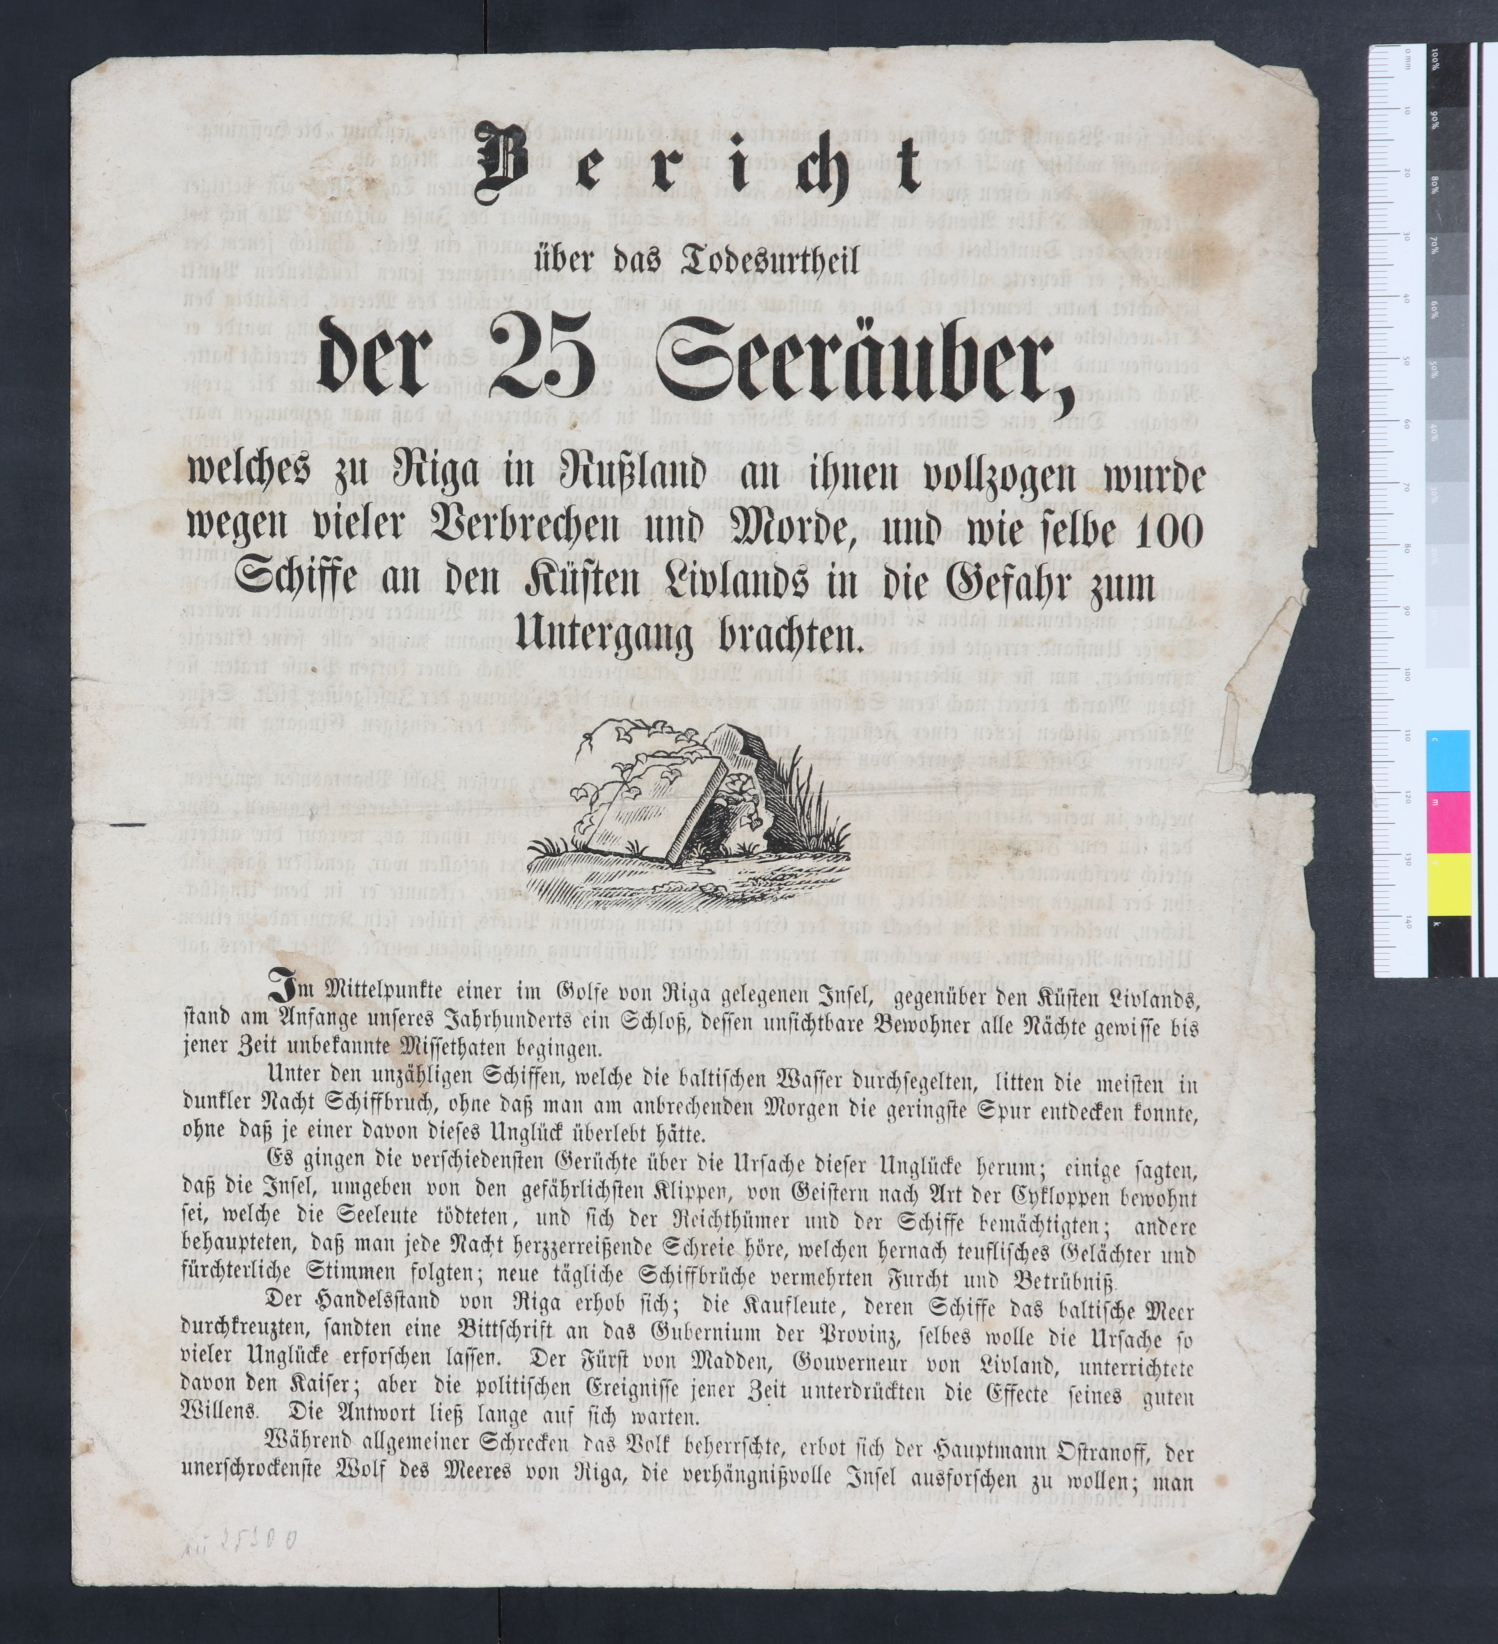 Bericht
über das Todesurtheil
der 25 Seeräuber,
welches zu Riga in Rußland an ihnen vollzogen wurde
wegen vieler Verbrechen und Morde, und wie selbe 100
Schiffe an den Küsten Livlands in die Gefahr zum
Untergang brachten.
Im Mittelpunkte einer im Golfe von Riga gelegenen Insel, gegenüber den Küsten Livlands,
stand am Anfange unseres Jahrhunderts ein Schloß, dessen unsichtbare Bewohner alle Nächte gewisse bis
jener Zeit unbekannte Missethaten begingen.
Unter den unzähligen Schiffen, welche die baltischen Wasser durchsegelten, litten die meisten in
dunkler Nacht Schiffbruch, ohne daß man am anbrechenden Morgen die geringste Spur entdecken konnte,
ohne daß je einer davon dieses Unglück überlebt hätte.
Es gingen die verschiedensten Gerüchte über die Ursache dieser Unglücke herum; einige sagten,
daß die Insel, umgeben von den gefährlichsten Klippen, von Geistern nach Art der Cykloppen bewohnt
sei, welche die Seeleute tödteten, und sich der Reichthümer und der Schiffe bemächtigten; andere
behaupteten, daß man jede Nacht herzzerreißende Schreie höre, welchen hernach teuflisches Gelächter und
fürchterliche Stimmen folgten; neue tägliche Schiffbrüche vermehrten Furcht und Betrübniß.
Der Handelsstand von Riga erhob sich; die Kaufleute, deren Schiffe das baltische Meer
durchkreuzten, sandten eine Bittschrift an das Gubernium der Provinz, selbes wolle die Ursache so
vieler Unglücke erforschen lassen. Der Fürst von Madden, Gouverneur von Livland, unterrichtete
davon den Kaiser; aber die politischen Ereignisse jener Zeit unterdrückten die Effecte seines guten
Willens. Die Antwort ließ lange auf sich warten.
Während allgemeiner Schrecken das Volk beherrschte, erbot sich der Hauptmann Ostranoff, der
unerschrockenste Wolf des Meeres von Riga, die verhängnißvolle Insel ausforschen zu wollen; man